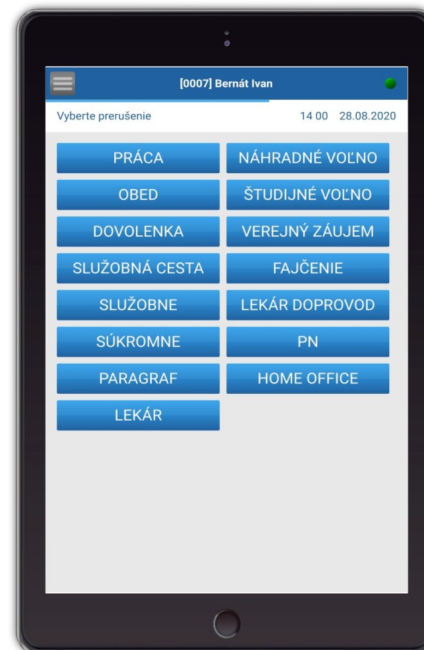 [0007] Bernát Ivan
Vyberte prerušenie 14 00 28.08.2020
PRÁCA NÁHRADNÉ VOĽNO
OBED ŠTUDIJNÉ VOĽNO
DOVOLENKA VEREJNÝ ZÁUJEM
SLUŽOBNÁ CESTA FAJČENIE
SLUŽOBNE LEKÁR DOPROVOD
SÚKROMNE PN
PARAGRAF HOME OFFICE
LEKÁR